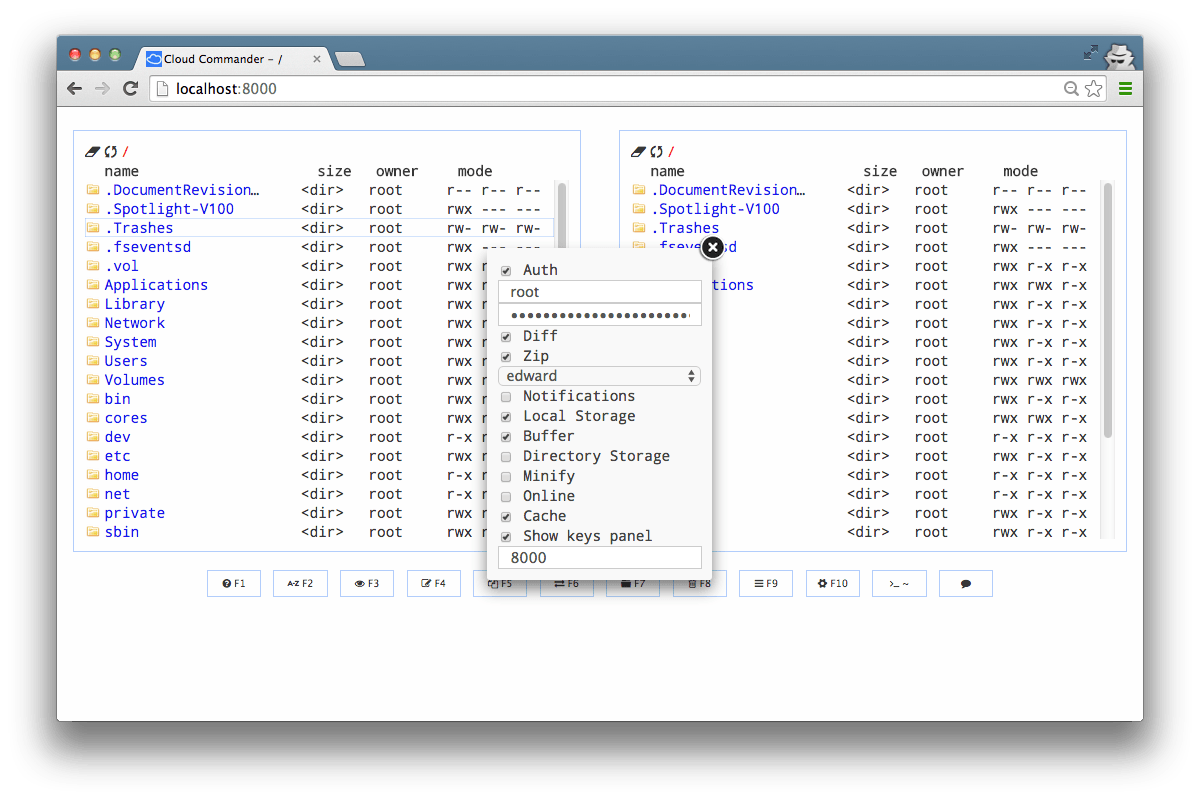 Cloud Commander – /
localhost:8000
/
name size owner mode
.DocumentRevision… <dir> root r-- r-- r--
.Spotlight-V100 <dir> root rwx --- ---
.Trashes <dir> root rw- rw- rw-
.fseventsd <dir> root rwx --- ---
.vol <dir> root rwx
Applications <dir> root rwx
Library <dir> root rwx
Network <dir> root rwx
System <dir> root rwx
Users <dir> root rwx
Volumes <dir> root rwx
bin <dir> root rwx
cores <dir> root rwx
dev <dir> root r-x
etc <dir> root rwx
home <dir> root r-x
net <dir> root r-x
private <dir> root rwx
sbin <dir> root rwx
/
name size owner mode
.DocumentRevision… <dir> root r-- r-- r--
.Spotlight-V100 <dir> root rwx --- ---
.Trashes <dir> root rw- rw- rw-
<dir> root rwx --- ---
<dir> root rwx r-x r-x
<dir> root rwx rwx r-x
<dir> root rwx r-x r-x
<dir> root rwx r-x r-x
<dir> root rwx r-x r-x
<dir> root rwx r-x r-x
<dir> root rwx rwx rwx
<dir> root rwx r-x r-x
<dir> root rwx rwx r-x
<dir> root r-x r-x r-x
<dir> root rwx r-x r-x
<dir> root r-x r-x r-x
<dir> root r-x r-x r-x
<dir> root rwx r-x r-x
<dir> root rwx r-x r-x
Auth
root
Diff
Zip
edward
Notifications
Local Storage
Buffer
Directory Storage
Minify
Online
Cache
Show keys panel
8000
F1 A-Z F2 F3 F4 F5 F6 F7 F8 F9 F10 >_ ~